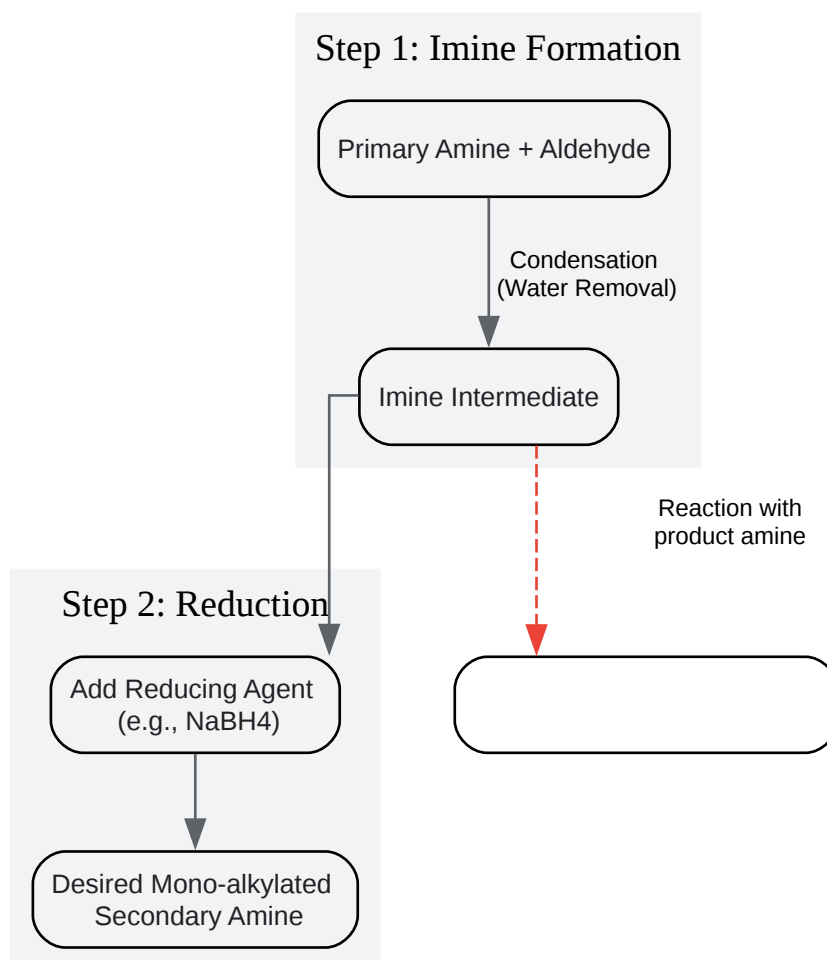 Step 1: Imine Formation
Primary Amine + Aldehyde
Condensation
(Water Removal)
Imine Intermediate
Reaction with
product amine
Step 2: Reduction
Add Reducing Agent
(e.g., NaBH4)
Desired Mono-alkylated
Secondary Amine